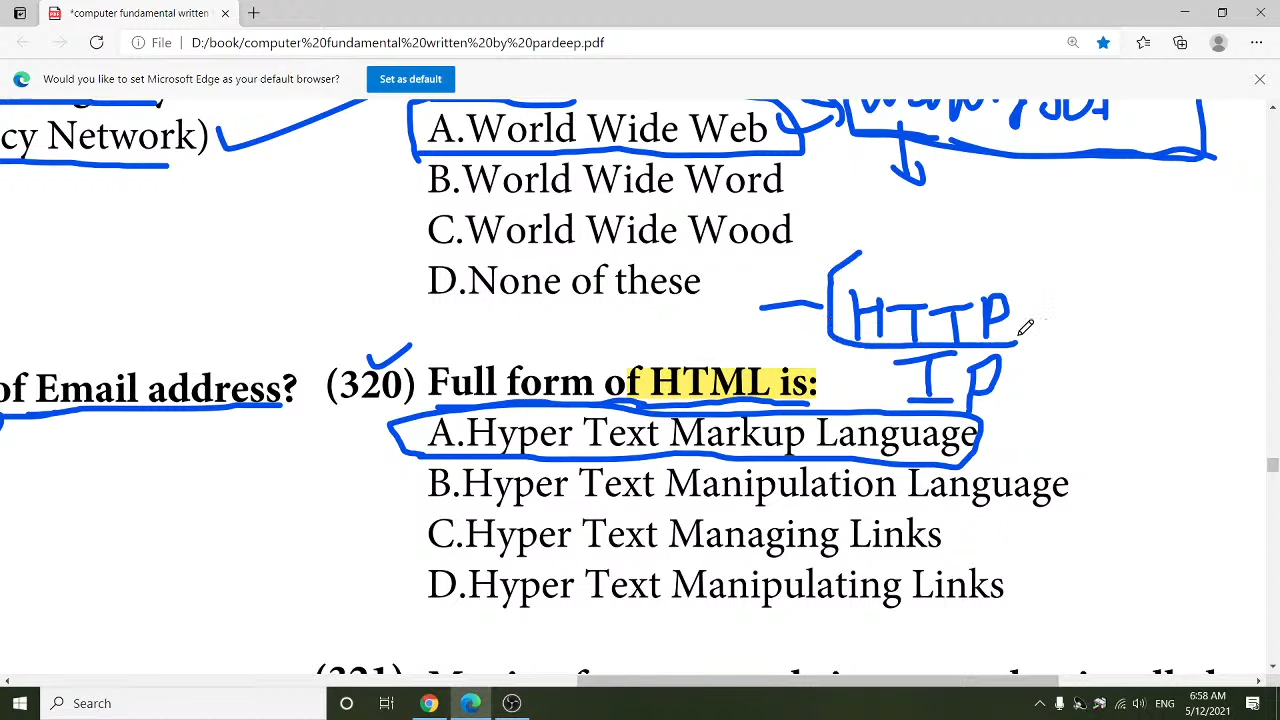 *computer fundamental written
File D:/book/computer%20fundamental%20written%20by%20pardeep.pdf
Would you like to set Microsoft Edge as your default browser? Set as default
cy Network)
of Email address?
A.World Wide Web
B.World Wide Word
C.World Wide Wood
D.None of these
HTTP
IP
(320) Full form of HTML is:
A.Hyper Text Markup Language
B.Hyper Text Manipulation Language
C.Hyper Text Managing Links
D.Hyper Text Manipulating Links
(321)
Search
ENG
6:58 AM
5/12/2021